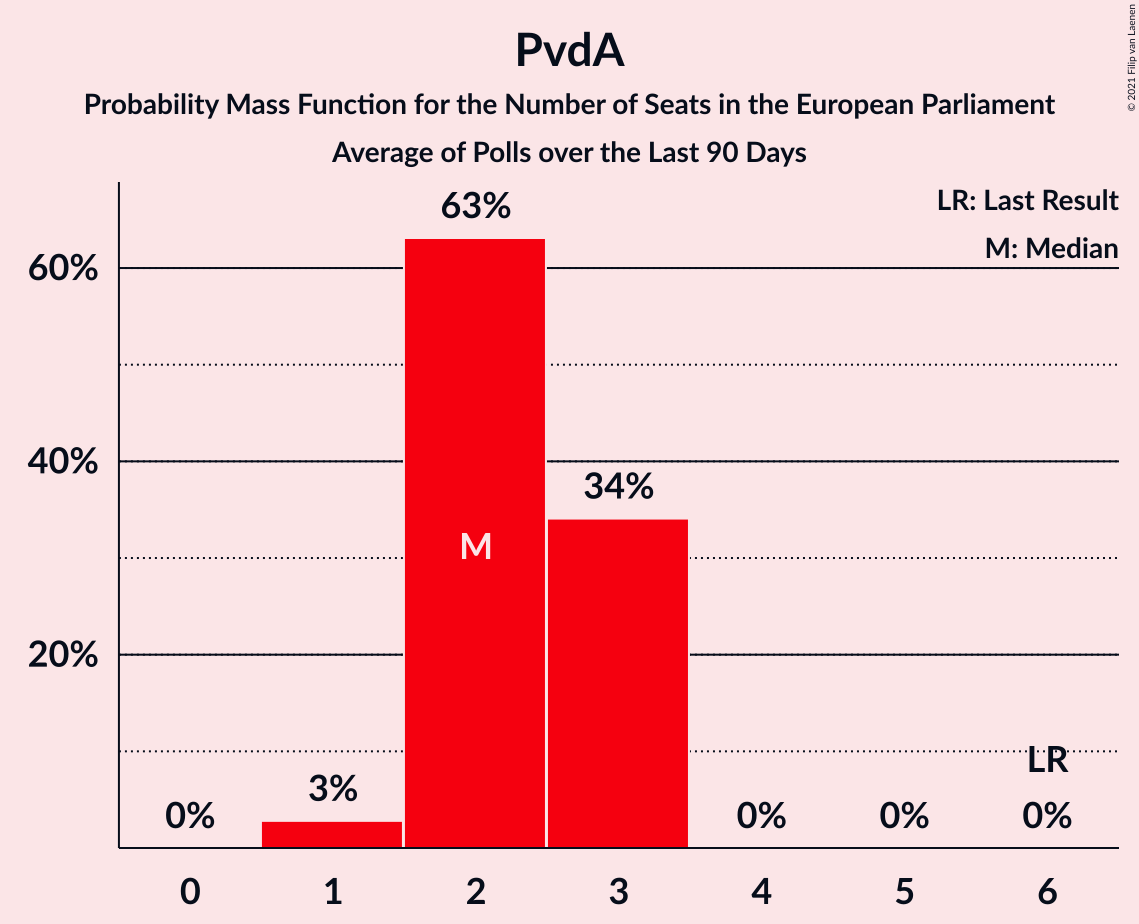 PvdA
Probability Mass Function for the Number of Seats in the European Parliament
Average of Polls over the Last 90 Days
© 2021 Filip van Laenen
LR: Last Result
M: Median
63%
60%
40%
34%
M
20%
LR
3%
0%
0%
0%
0%
0 1 2 3 4 5 6